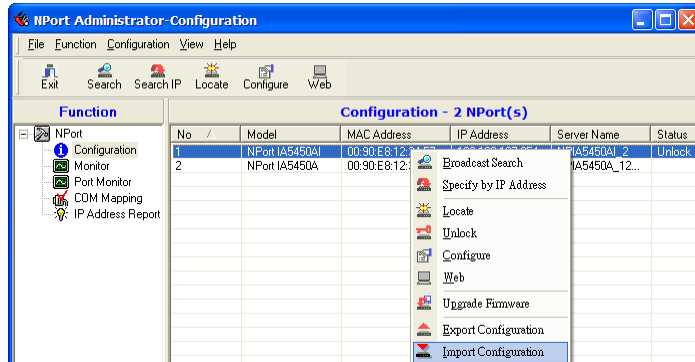 NPort Administrator-Configuration
File Function Configuration View Help
Exit Search Search IP Locate Configure Web
Function
Configuration - 2 NPort(s)
NPort
Configuration
Monitor
Port Monitor
COM Mapping
IP Address Report
No Model MAC Address IP Address Server Name Status
1 NPort IA5450AI 00:90:E8:12: NPIA5450AI_2 Unlock
2 NPort IA5450A 00:90:E8:12: PIA5450A_12...
Broadcast Search
Specify by IP Address
Locate
Unlock
Configure
Web
Upgrade Firmware
Export Configuration
Import Configuration